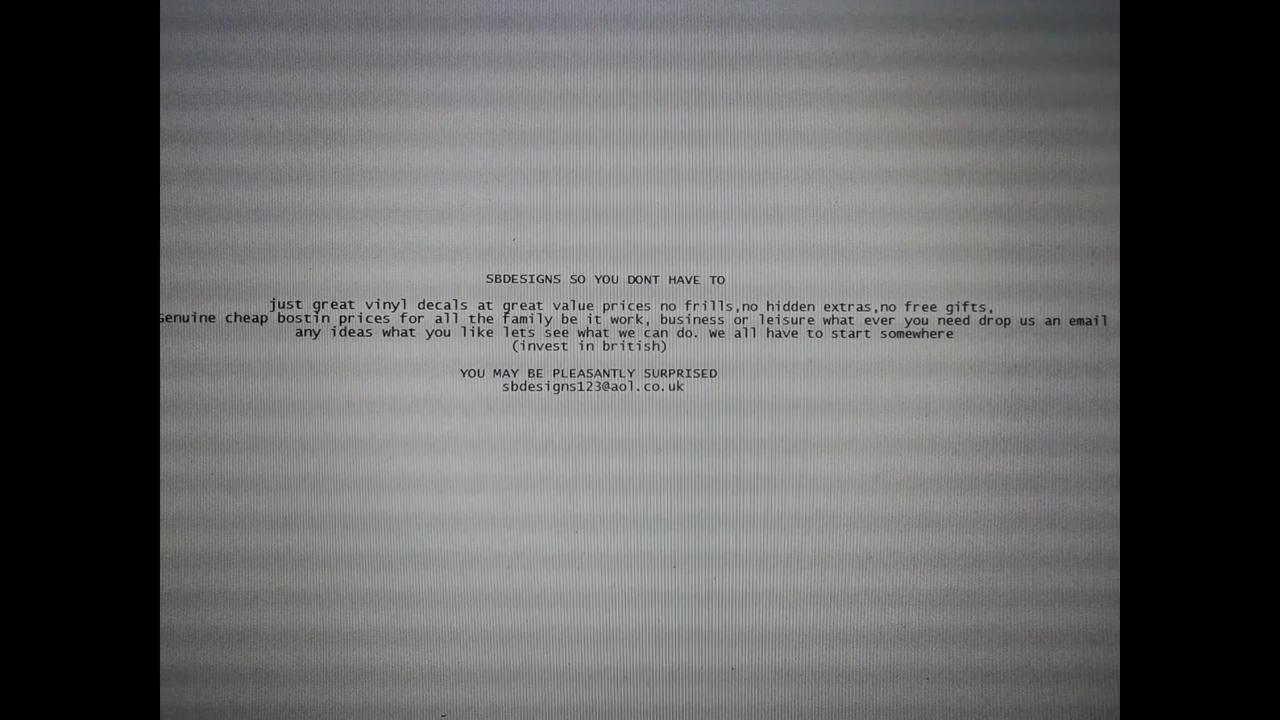 SBDESIGNS SO YOU DONT HAVE TO
just great vinyl decals at great value prices no frills,no hidden extras,no free gifts,
Genuine cheap bostin prices for all the family be it work, business or leisure what ever you need drop us an email
any ideas what you like lets see what we can do. we all have to start somewhere
(invest in british)
YOU MAY BE PLEASANTLY SURPRISED
sbdesigns123@aol.co.uk